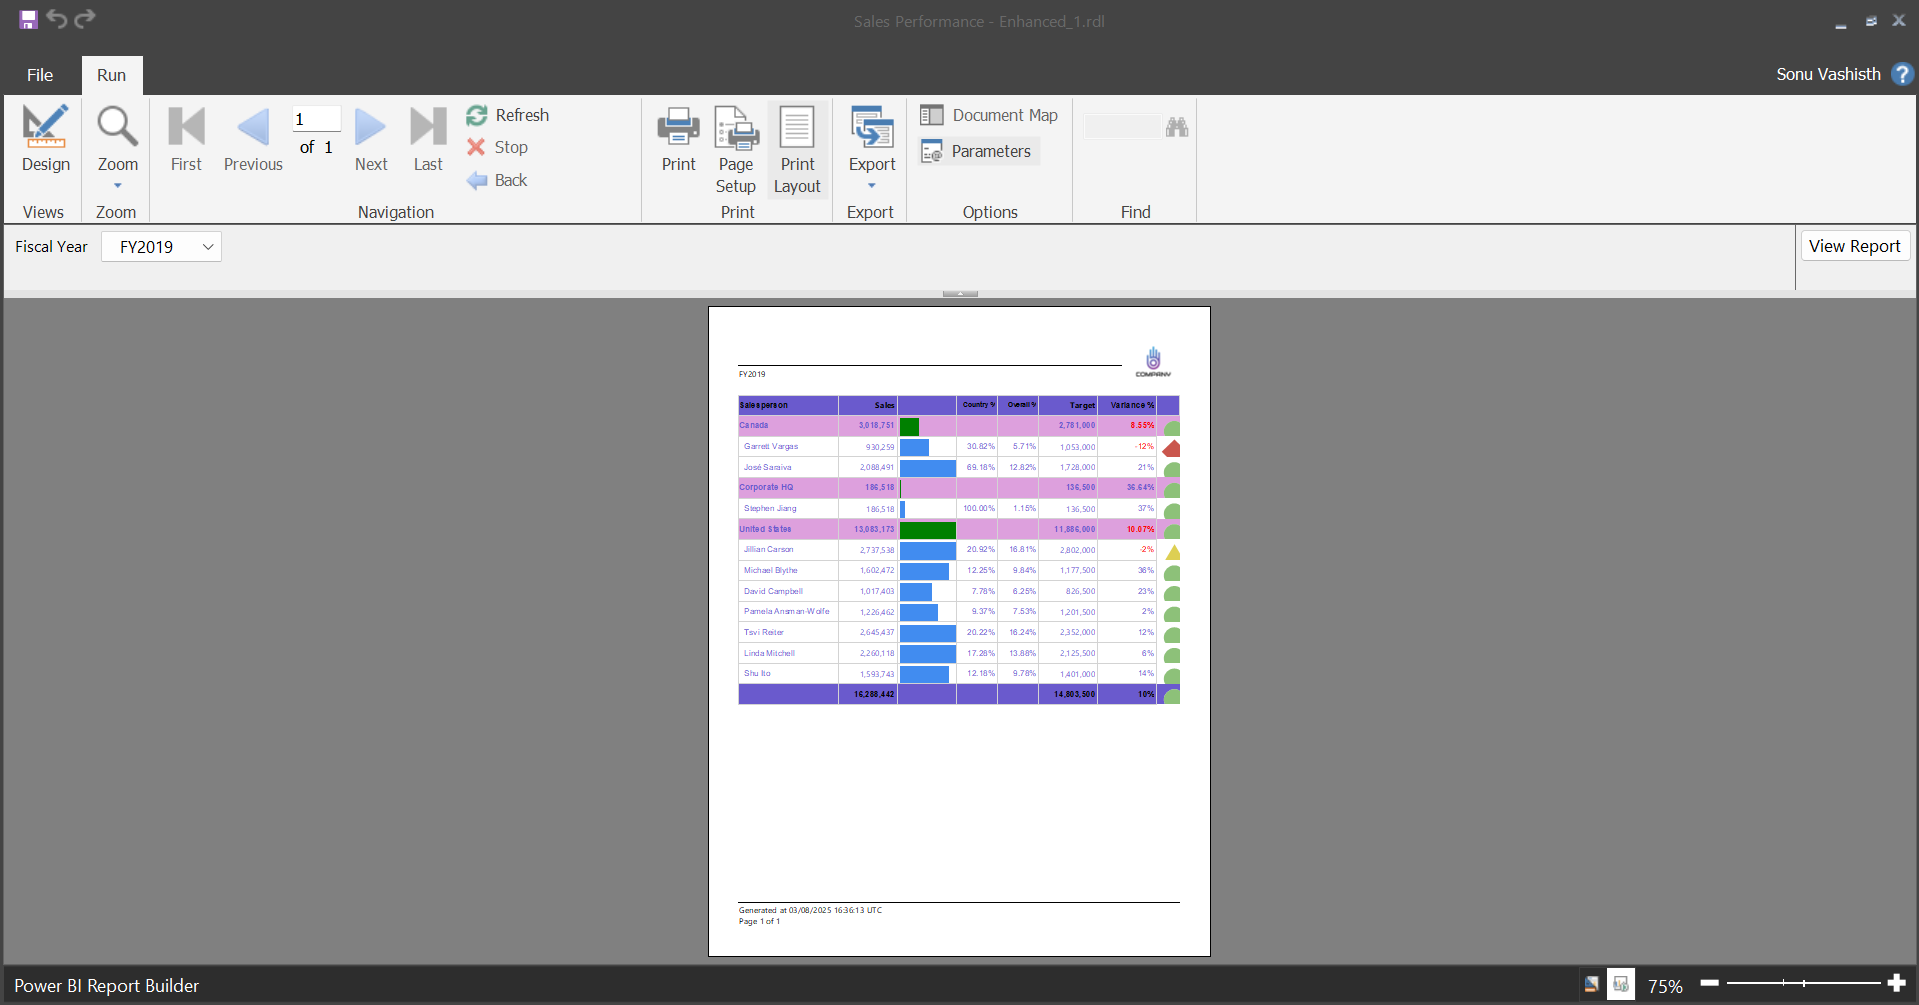 Sales Performance - Enhanced_1.rdl
File
Run
Sonu Vashisth
?
Design
Zoom
First
Previous
1
of 1
Next
Last
Refresh
Stop
Back
Print
Page Setup
Print Layout
Export
Document Map
Parameters
Views
Zoom
Navigation
Print
Export
Options
Find
Fiscal Year
FY2019
View Report
COMPANY
FY2019
Salesperson Sales Country % Overall % Target Variance %
Canada 3,018,751 2,781,000 8.55%
Garrett Vargas 930,259 30.82% 5.71% 1,053,000 -12%
José Saraiva 2,088,491 69.18% 12.82% 1,728,000 21%
Corporate HQ 186,518 136,500 36.64%
Stephen Jiang 186,518 100.00% 1.15% 136,500 37%
United States 13,083,173 11,886,000 10.07%
Jillian Carson 2,737,538 20.92% 16.81% 2,802,000 -2%
Michael Blythe 1,602,472 12.25% 9.84% 1,177,500 36%
David Campbell 1,017,403 7.78% 6.25% 826,500 23%
Pamela Ansman-Wolfe 1,226,462 9.37% 7.53% 1,201,500 2%
Tsvi Reiter 2,645,437 20.22% 16.24% 2,352,000 12%
Linda Mitchell 2,260,118 17.28% 13.88% 2,125,500 6%
Shu Ito 1,593,743 12.18% 9.78% 1,401,000 14%
16,288,442 14,803,500 10%
Generated at 03/08/2025 16:36:13 UTC
Page 1 of 1
Power BI Report Builder
75%